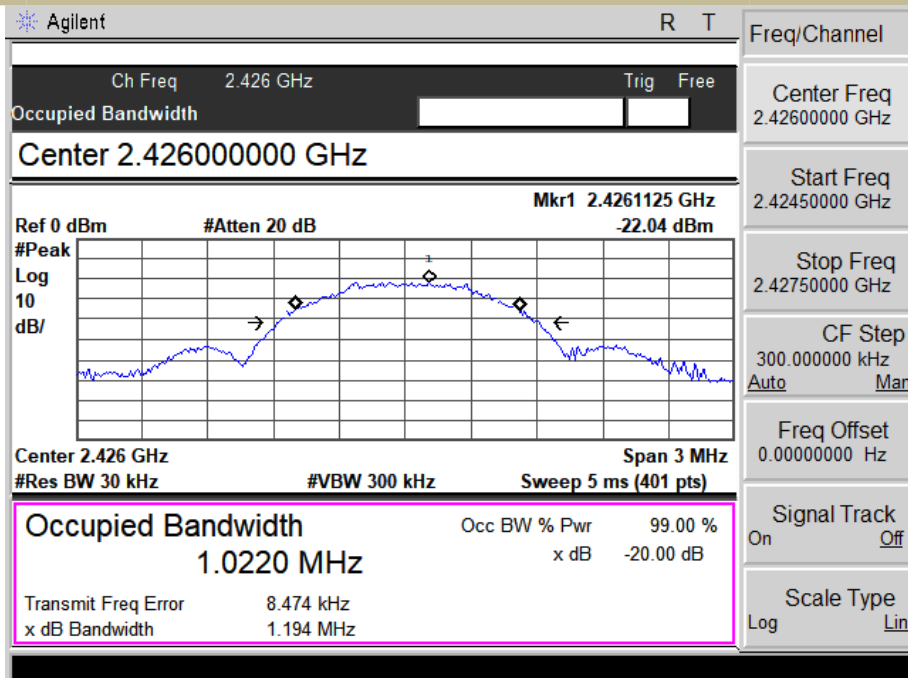 Agilent R T
Ch Freq 2.426 GHz Trig Free
Occupied Bandwidth
Center 2.426000000 GHz
Mkr1 2.4261125 GHz
Ref 0 dBm #Atten 20 dB -22.04 dBm
#Peak
Log
10
dB/
1
Center 2.426 GHz Span 3 MHz
#Res BW 30 kHz #VBW 300 kHz Sweep 5 ms (401 pts)
Occupied Bandwidth
1.0220 MHz
Occ BW % Pwr 99.00 %
x dB -20.00 dB
Transmit Freq Error 8.474 kHz
x dB Bandwidth 1.194 MHz
Freq/Channel
Center Freq
2.42600000 GHz
Start Freq
2.42450000 GHz
Stop Freq
2.42750000 GHz
CF Step
300.000000 kHz
Auto Man
Freq Offset
0.00000000 Hz
Signal Track
On Off
Scale Type
Log Lin